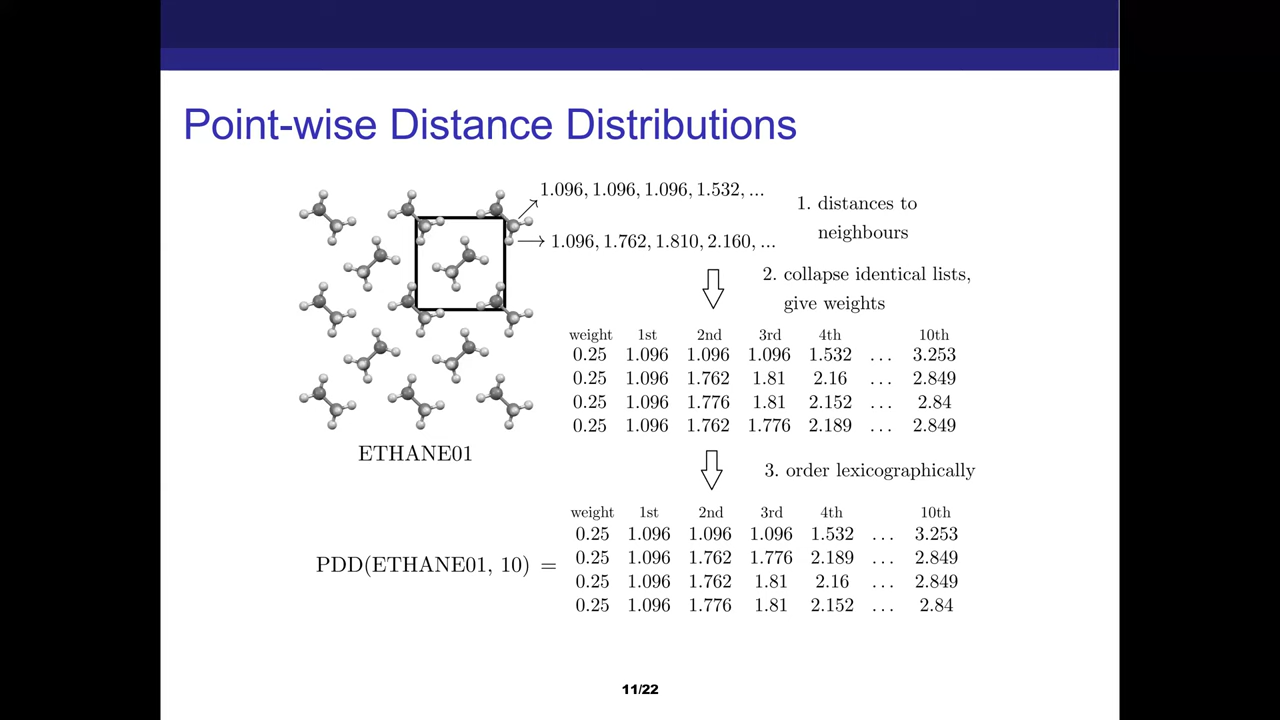 Point-wise Distance Distributions
1.096, 1.096, 1.096, 1.532, ...
1. distances to
neighbours
1.096, 1.762, 1.810, 2.160, ...
2. collapse identical lists,
give weights
weight 1st 2nd 3rd 4th 10th
0.25 1.096 1.096 1.096 1.532 ... 3.253
0.25 1.096 1.762 1.81 2.16 ... 2.849
0.25 1.096 1.776 1.81 2.152 ... 2.84
0.25 1.096 1.762 1.776 2.189 ... 2.849
ETHANE01
3. order lexicographically
weight 1st 2nd 3rd 4th 10th
0.25 1.096 1.096 1.096 1.532 ... 3.253
0.25 1.096 1.762 1.776 2.189 ... 2.849
PDD(ETHANE01, 10) =
0.25 1.096 1.762 1.81 2.16 ... 2.849
0.25 1.096 1.776 1.81 2.152 ... 2.84
11/22